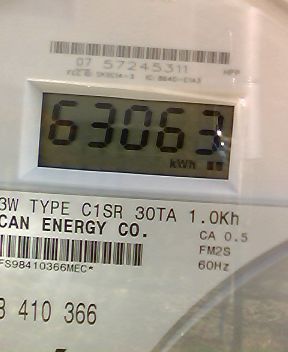 07 57245311
63063
kWh
3W TYPE C1SR 30TA 1.0Kh
CAN ENERGY CO.
CA 0.5
FM2S
FS98410366MEC*
60Hz
3 410 366